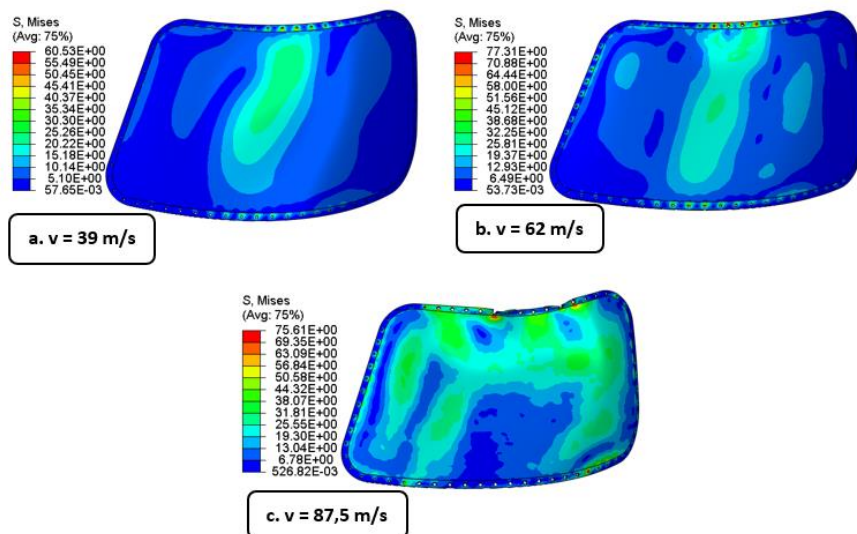 S, Mises
(Avg: 75%)
60.53E+00
55.49E+00
50.45E+00
45.41E+00
40.37E+00
35.34E+00
30.30E+00
25.26E+00
20.22E+00
15.18E+00
10.14E+00
5.10E+00
57.65E-03
a. v = 39 m/s
S, Mises
(Avg: 75%)
77.31E+00
70.88E+00
64.44E+00
58.00E+00
51.56E+00
45.12E+00
38.68E+00
32.25E+00
25.81E+00
19.37E+00
12.93E+00
6.49E+00
53.73E-03
b. v = 62 m/s
S, Mises
(Avg: 75%)
75.61E+00
69.35E+00
63.09E+00
56.84E+00
50.58E+00
44.32E+00
38.07E+00
31.81E+00
25.55E+00
19.30E+00
13.04E+00
6.78E+00
526.82E-03
c. v = 87,5 m/s